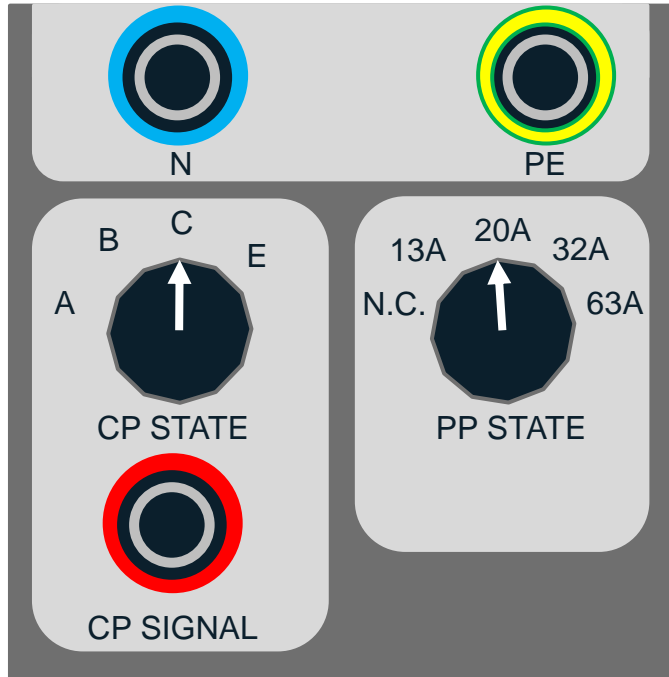 N
PE
A
B
C
E
CP STATE
N.C.
13A
20A
32A
63A
PP STATE
CP SIGNAL